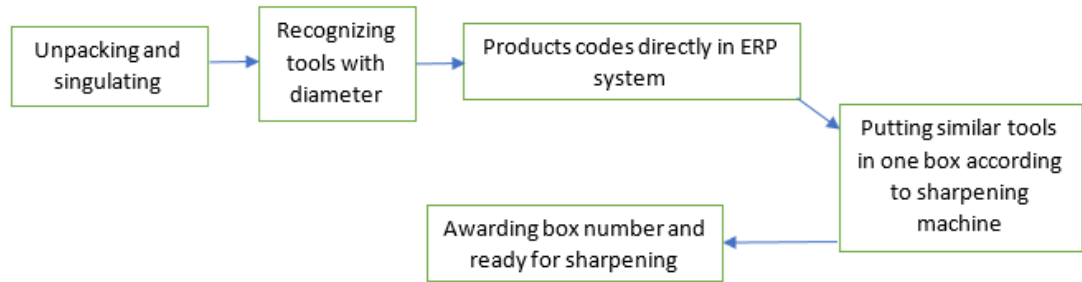 Unpacking and
singulating
Recognizing
tools with
diameter
Products codes directly in ERP
system
Putting similar tools
in one box according
to sharpening
machine
Awarding box number and
ready for sharpening